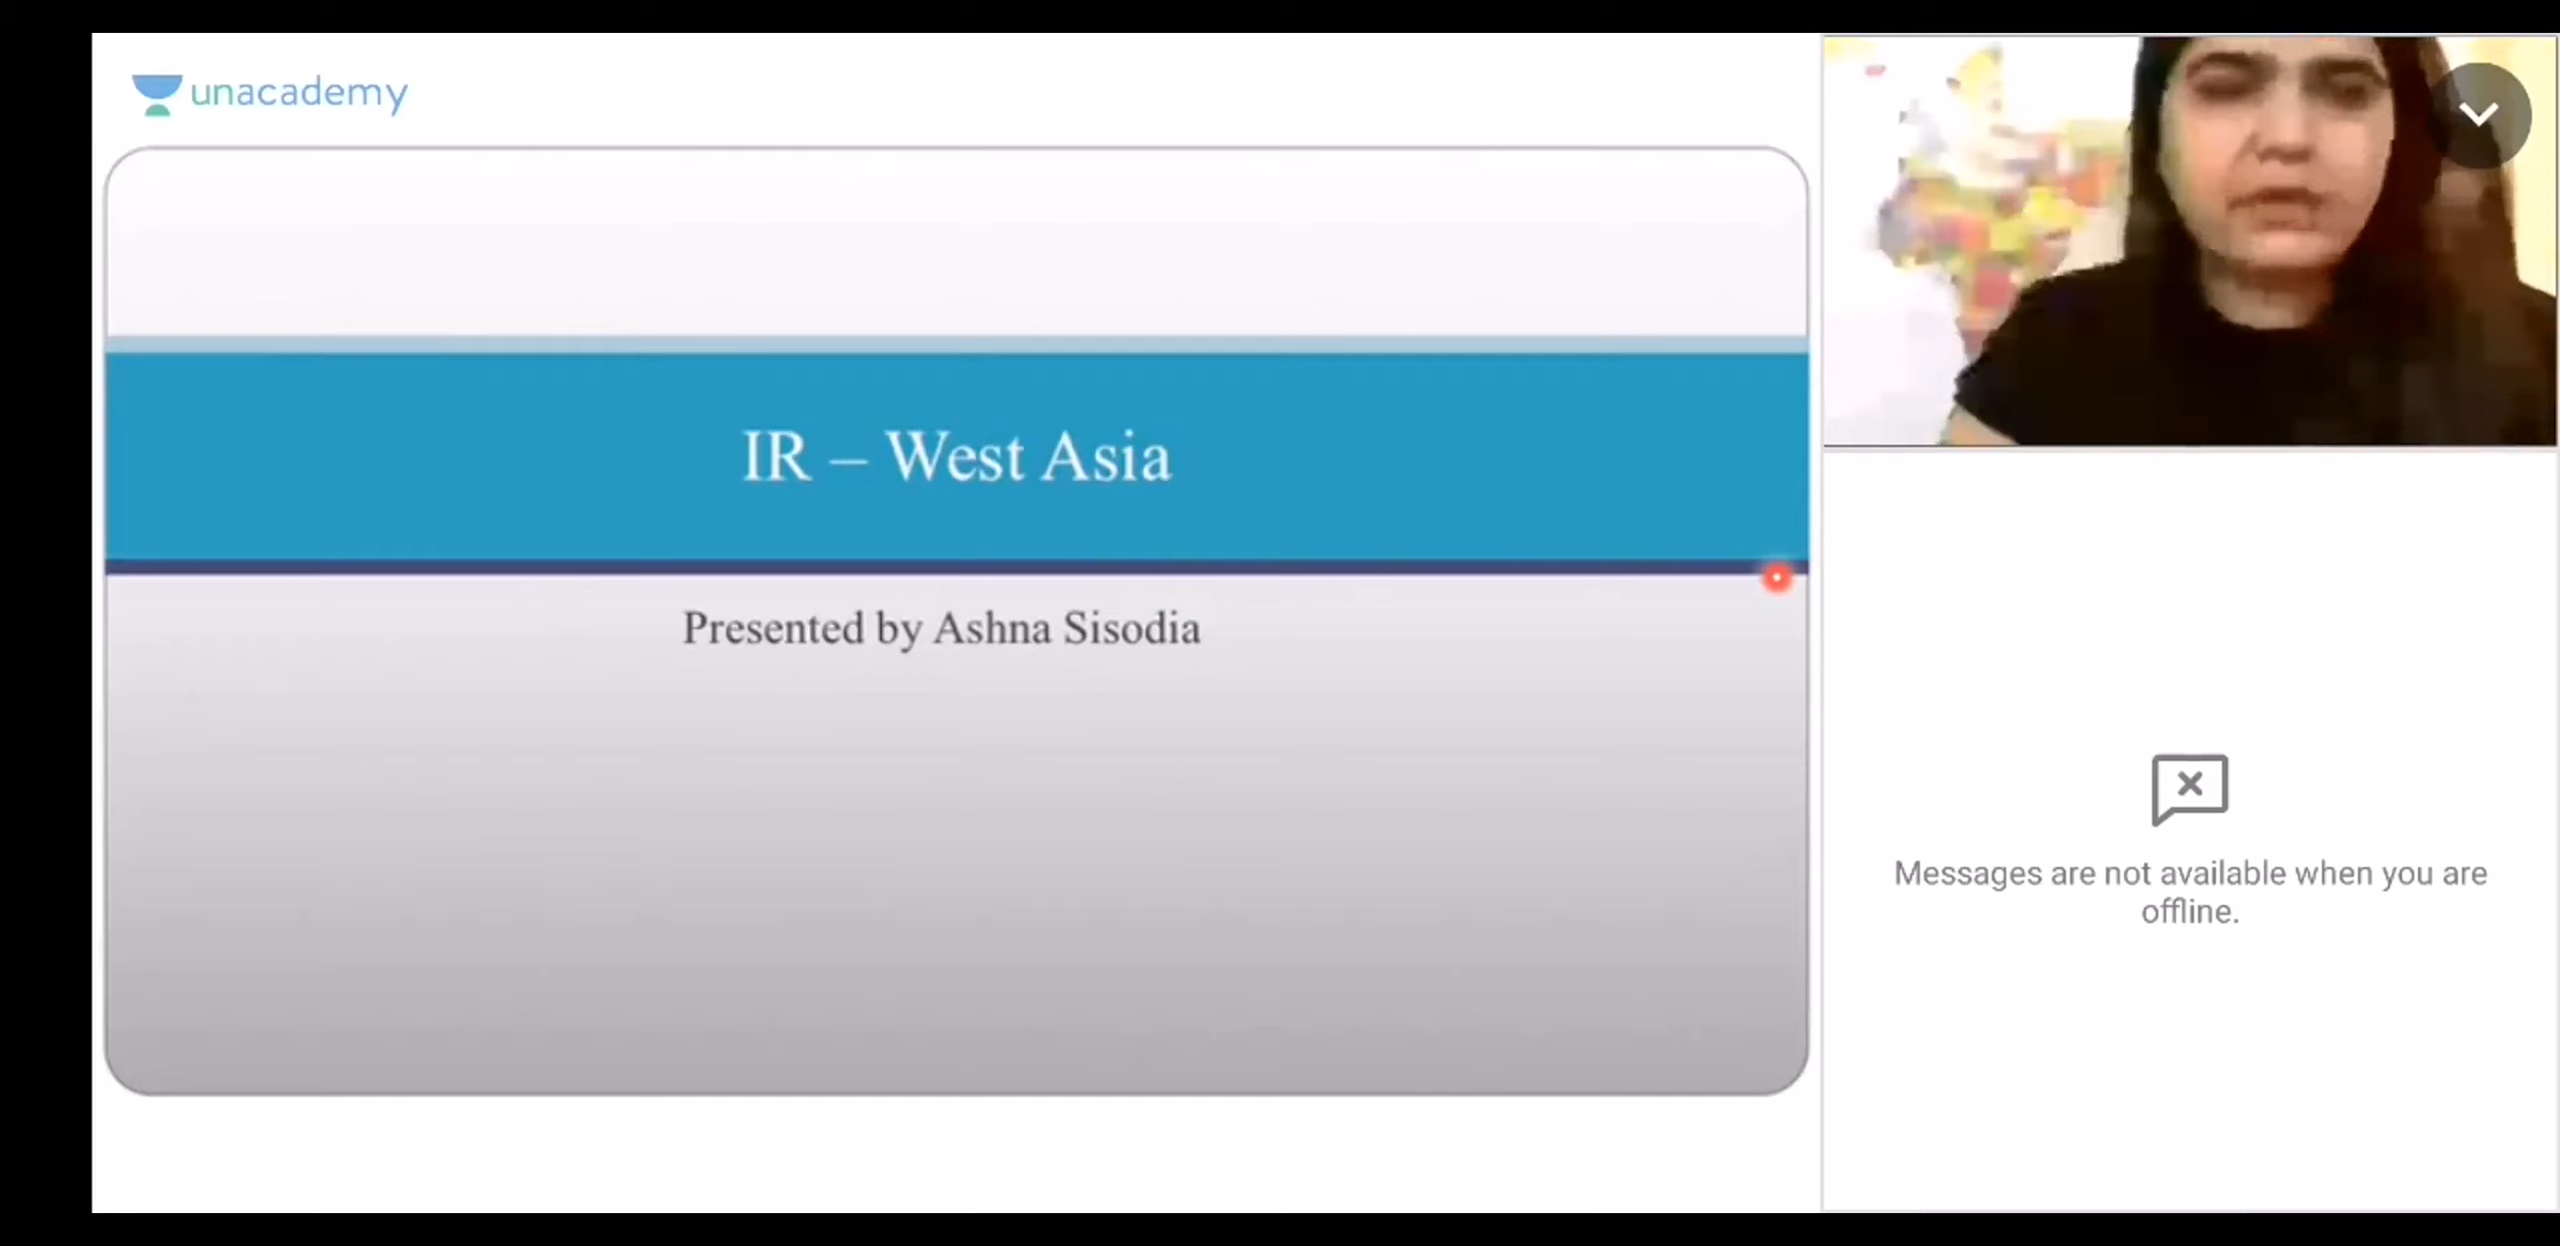 unacademy
IR – West Asia
Presented by Ashna Sisodia
Messages are not available when you are
offline.